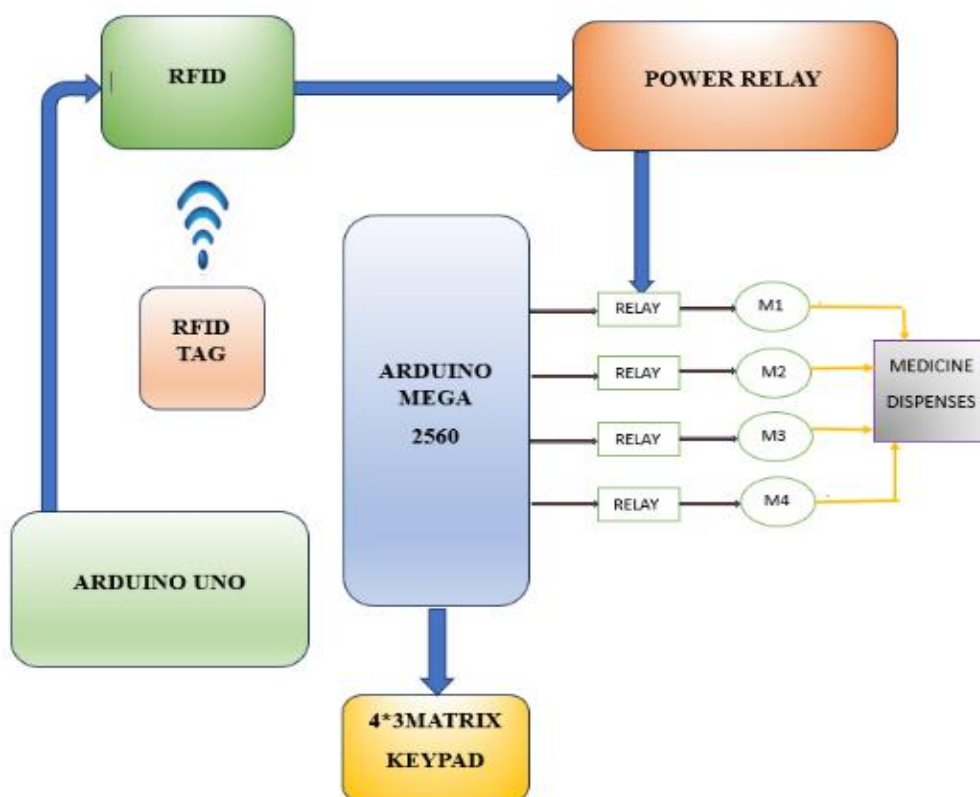 RFID
POWER RELAY
RFID
TAG
ARDUINO
MEGA
2560
RELAY
M1
RELAY
M2
RELAY
M3
RELAY
M4
MEDICINE
DISPENSES
ARDUINO UNO
4*3MATRIX
KEYPAD